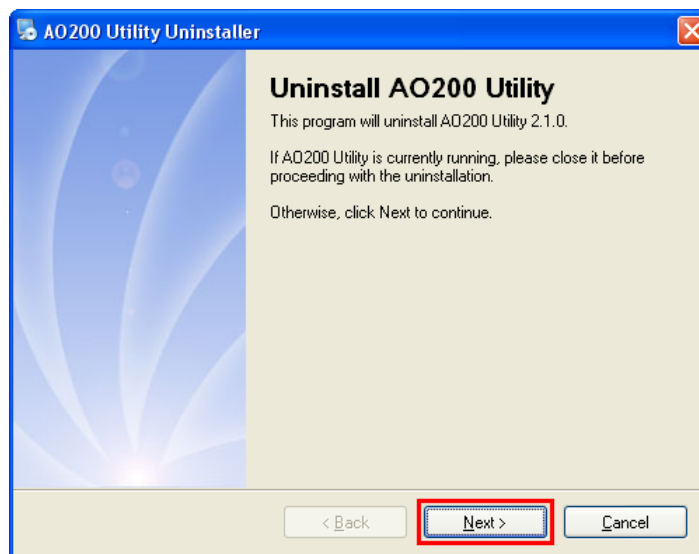 AO200 Utility Uninstaller
Uninstall AO200 Utility
This program will uninstall AO200 Utility 2.1.0.
If AO200 Utility is currently running, please close it before
proceeding with the uninstallation.
Otherwise, click Next to continue.
< Back
Next >
Cancel